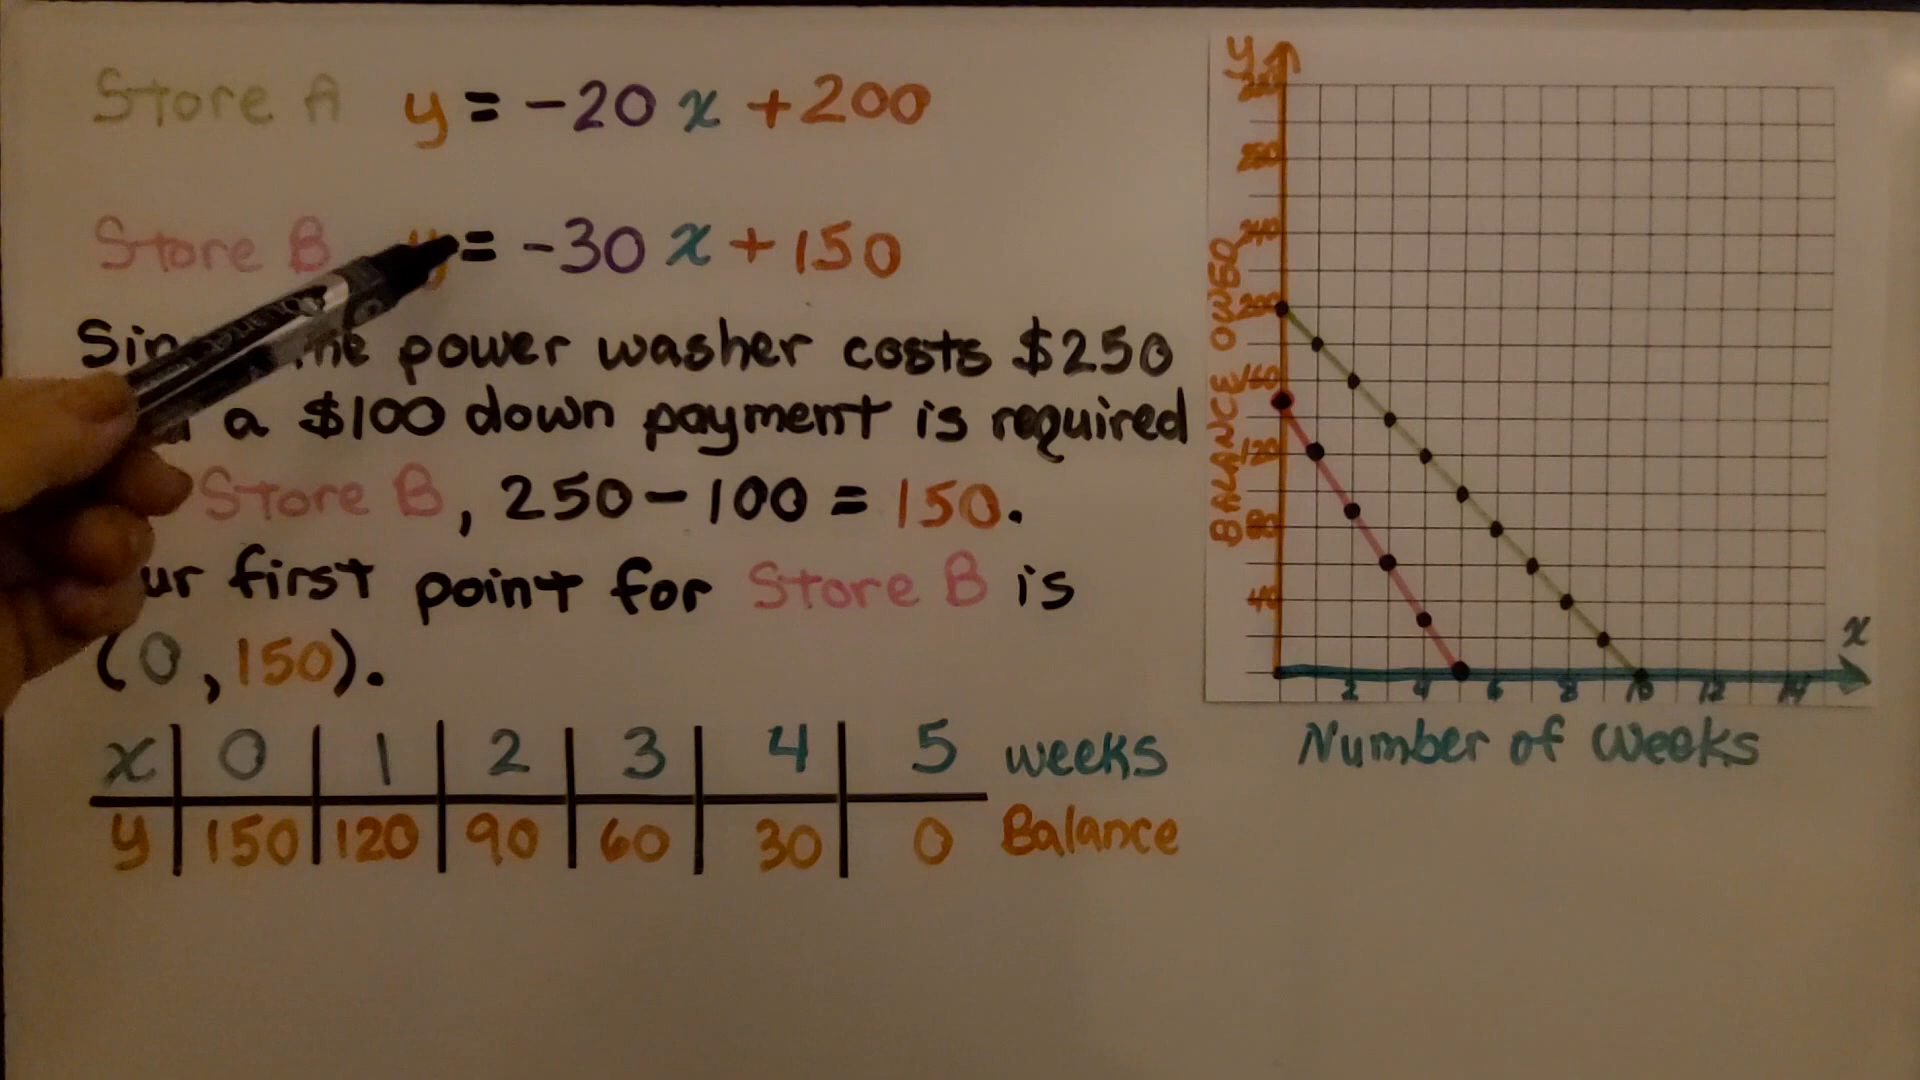 Store A y = -20x +200
Store B y = -30x +150
power washer costs $250
a $100 down payment is required
Store B, 250-100 = 150.
first point for Store B is
(0,150).
x 0 1 2 3 4 5 weeks
y 150 120 90 60 30 0 Balance
y
BALANCE OWED
x
2 4 6 8 10 12 14
Number of Weeks